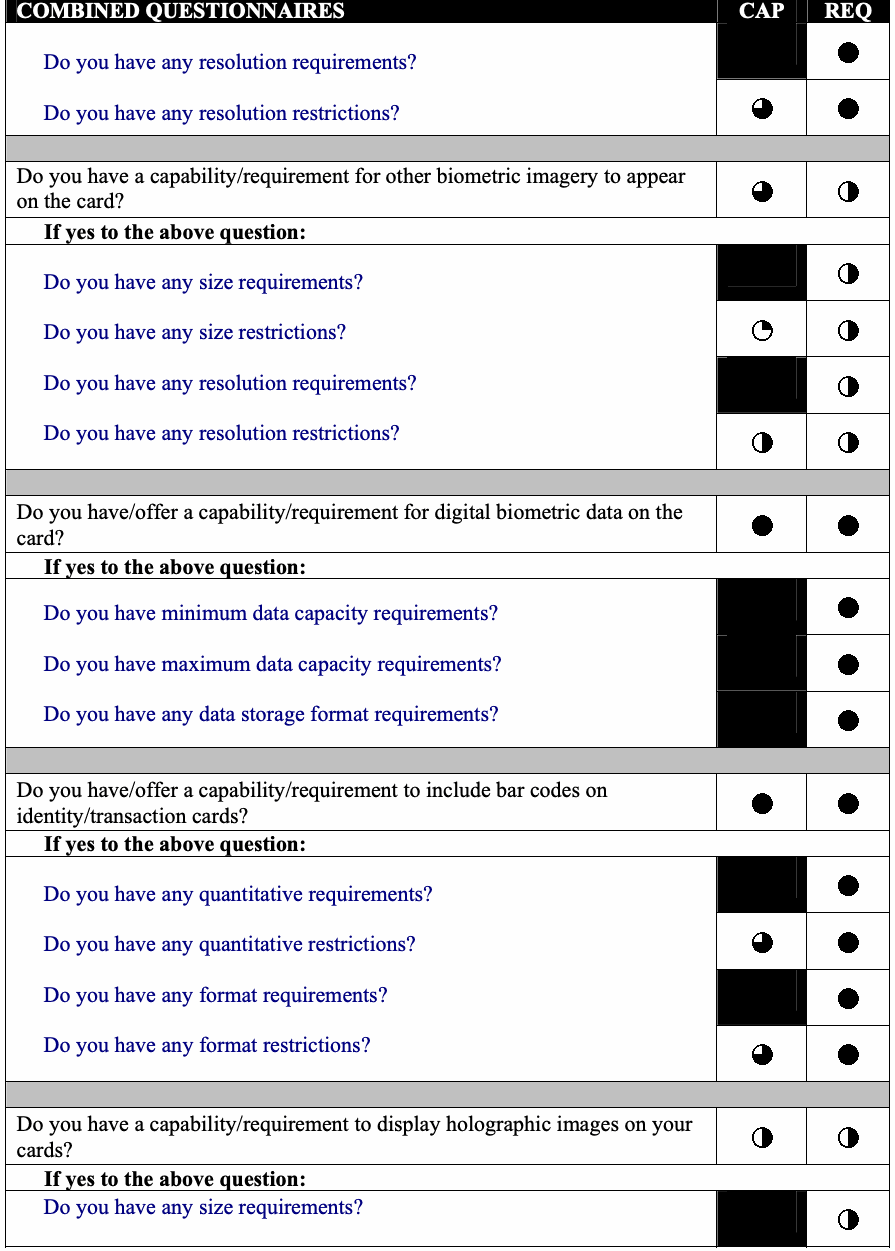 COMBINED QUESTIONNAIRES CAP REQ
Do you have any resolution requirements?
Do you have any resolution restrictions?
Do you have a capability/requirement for other biometric imagery to appear
on the card?
If yes to the above question:
Do you have any size requirements?
Do you have any size restrictions?
Do you have any resolution requirements?
Do you have any resolution restrictions?
Do you have/offer a capability/requirement for digital biometric data on the
card?
If yes to the above question:
Do you have minimum data capacity requirements?
Do you have maximum data capacity requirements?
Do you have any data storage format requirements?
Do you have/offer a capability/requirement to include bar codes on
identity/transaction cards?
If yes to the above question:
Do you have any quantitative requirements?
Do you have any quantitative restrictions?
Do you have any format requirements?
Do you have any format restrictions?
Do you have a capability/requirement to display holographic images on your
cards?
If yes to the above question:
Do you have any size requirements?